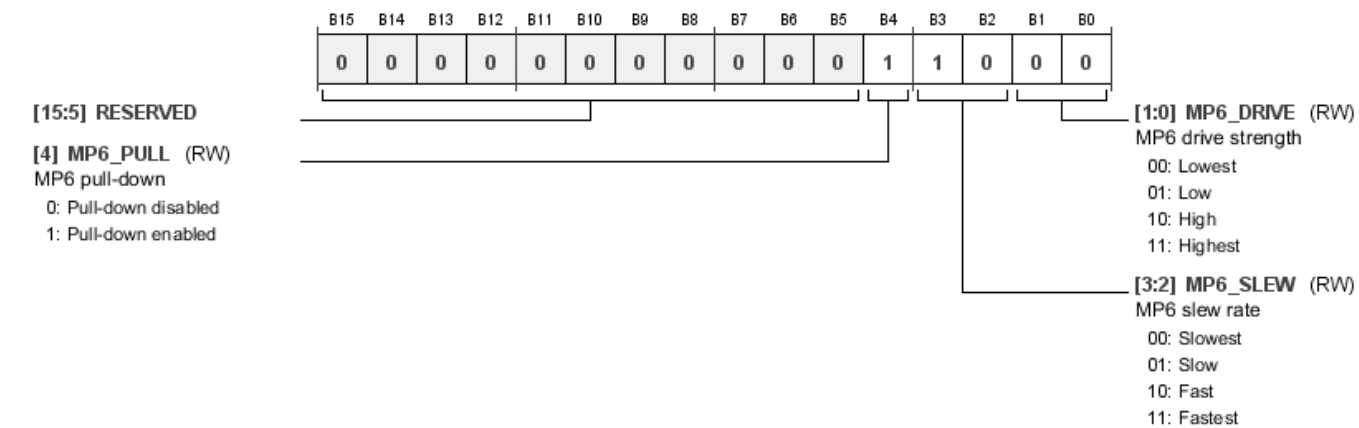 B15 B14 B13 B12 B11 B10 B9 B8 B7 B6 B5 B4 B3 B2 B1 B0
0 0 0 0 0 0 0 0 0 0 0 1 1 0 0 0
[15:5] RESERVED
[4] MP6_PULL (RW)
MP6 pull-down
0: Pull-down disabled
1: Pull-down enabled
[1:0] MP6_DRIVE (RW)
MP6 drive strength
00: Lowest
01: Low
10: High
11: Highest
[3:2] MP6_SLEW (RW)
MP6 slew rate
00: Slowest
01: Slow
10: Fast
11: Fastest